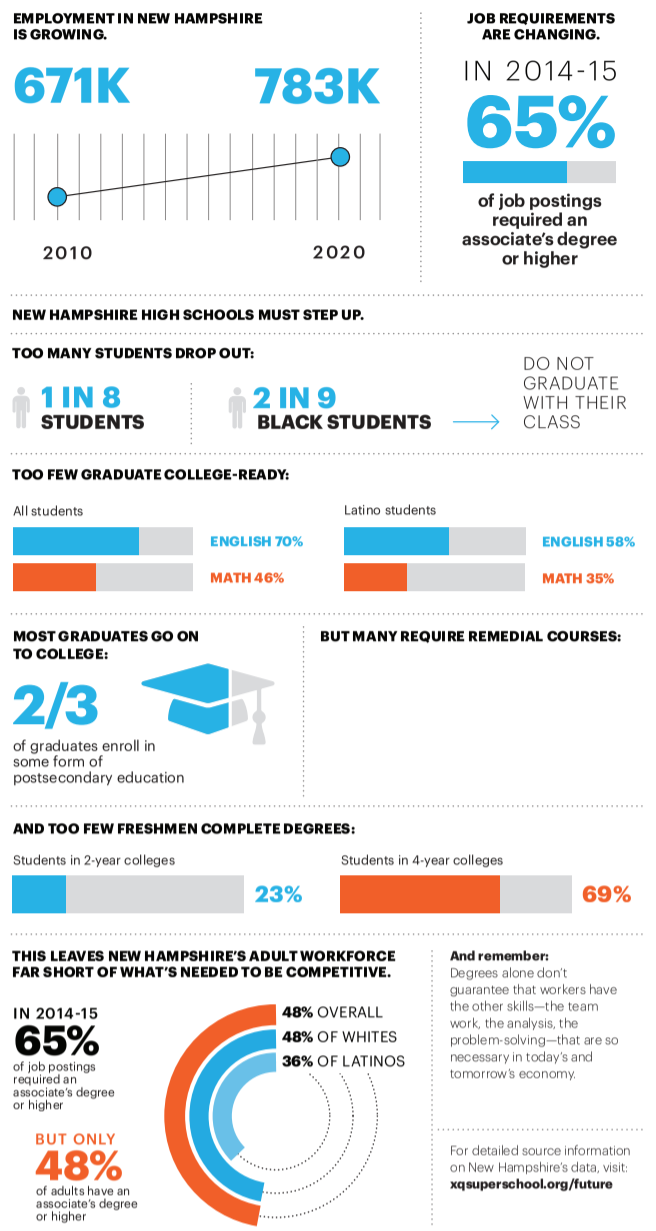 EMPLOYMENT IN NEW HAMPSHIRE
IS GROWING.
671K
783K
2010
2020
JOB REQUIREMENTS
ARE CHANGING.
IN 2014-15
65%
of job postings
required an
associate's degree
or higher
NEW HAMPSHIRE HIGH SCHOOLS MUST STEP UP.
TOO MANY STUDENTS DROP OUT:
1 IN 8
STUDENTS
2 IN 9
BLACK STUDENTS
DO NOT
GRADUATE
WITH THEIR
CLASS
TOO FEW GRADUATE COLLEGE-READY:
All students
ENGLISH 70%
MATH 46%
Latino students
ENGLISH 58%
MATH 35%
MOST GRADUATES GO ON
TO COLLEGE:
2/3
of graduates enroll in
some form of
postsecondary education
BUT MANY REQUIRE REMEDIAL COURSES:
AND TOO FEW FRESHMEN COMPLETE DEGREES:
Students in 2-year colleges
23%
Students in 4-year colleges
69%
THIS LEAVES NEW HAMPSHIRE'S ADULT WORKFORCE
FAR SHORT OF WHAT'S NEEDED TO BE COMPETITIVE.
IN 2014-15
65%
of job postings
required an
associate's degree
or higher
BUT ONLY
48%
of adults have an
associate's degree
or higher
48% OVERALL
48% OF WHITES
36% OF LATINOS
And remember:
Degrees alone don't
guarantee that workers have
the other skills—the team
work, the analysis, the
problem-solving—that are so
necessary in today's and
tomorrow's economy.
For detailed source information
on New Hampshire's data, visit:
xqsuperschool.org/future